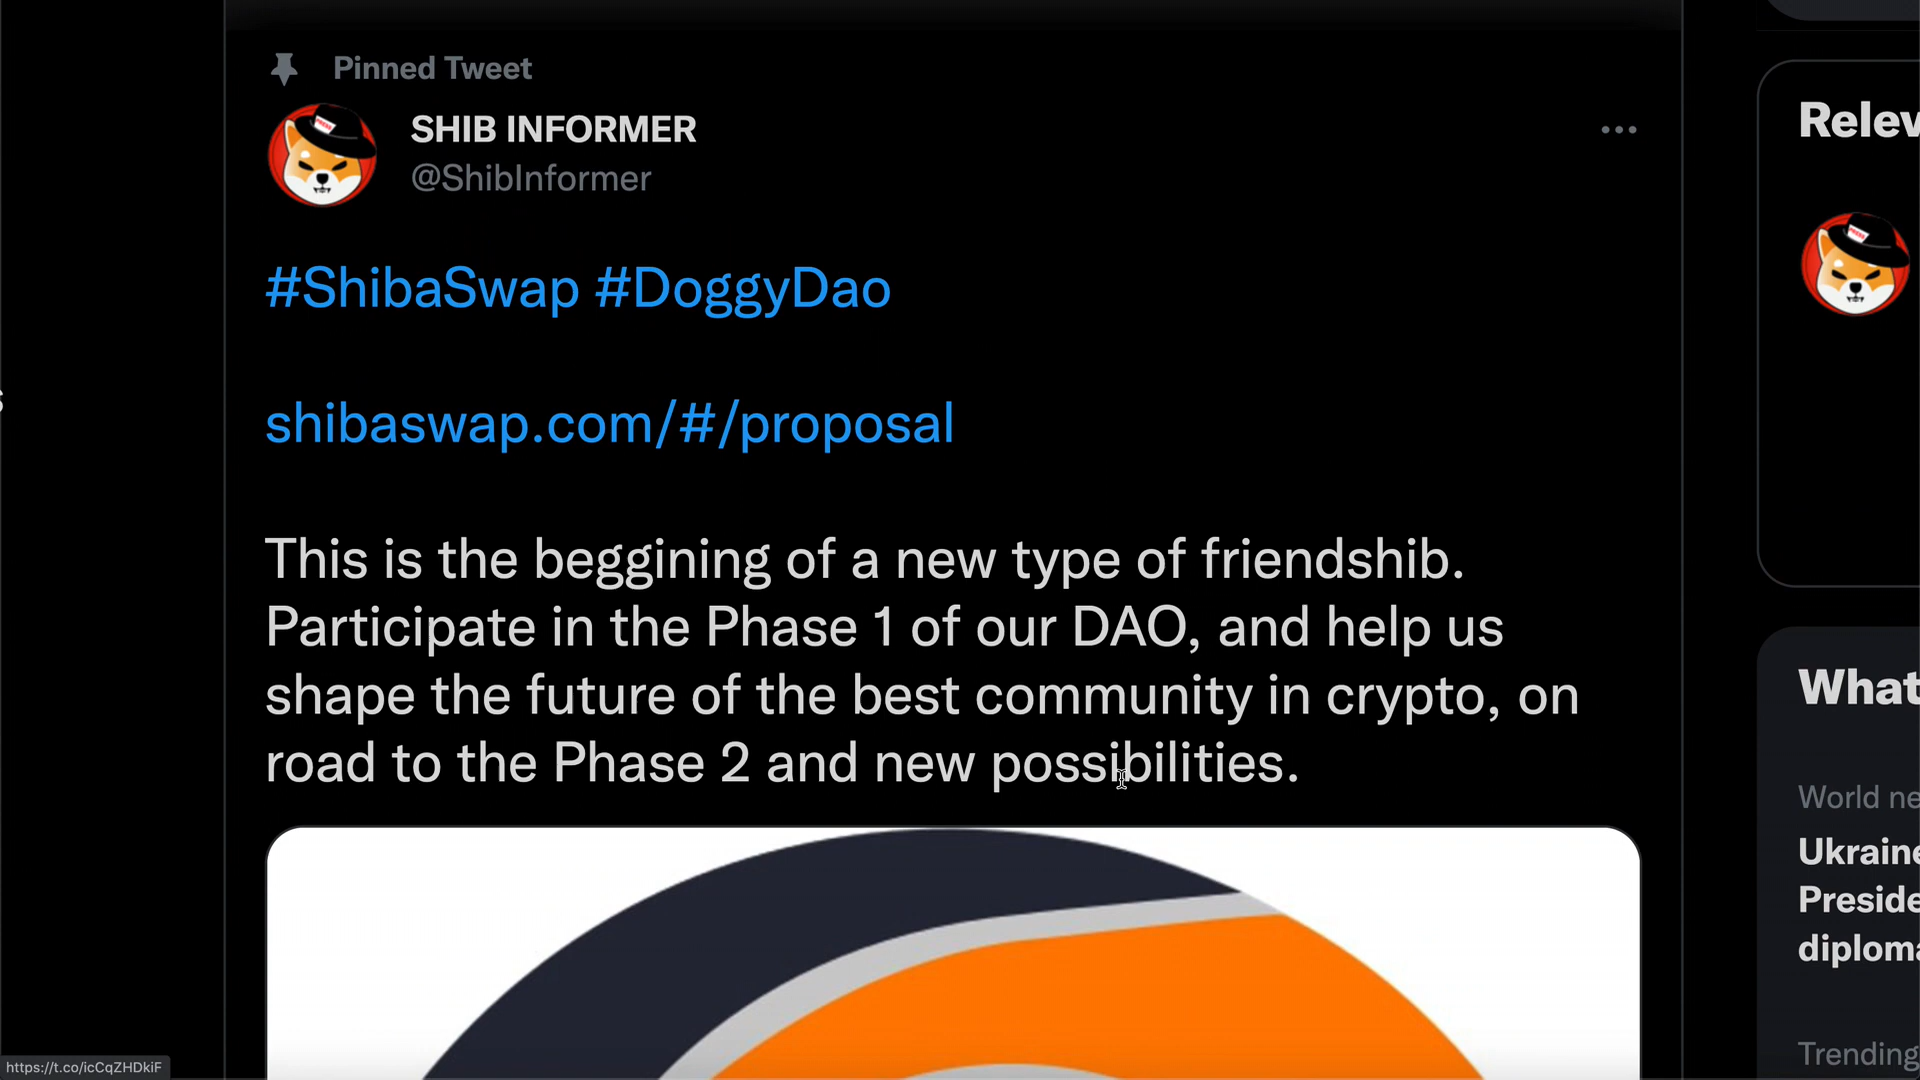 Pinned Tweet
SHIB INFORMER
@ShibInformer
#ShibaSwap #DoggyDao
shibaswap.com/#/proposal
This is the beggining of a new type of friendshib.
Participate in the Phase 1 of our DAO, and help us
shape the future of the best community in crypto, on
road to the Phase 2 and new possibilities.
Relev
What
World ne
Ukraine
Preside
diploma
Trending
https://t.co/icCqZHDkiF